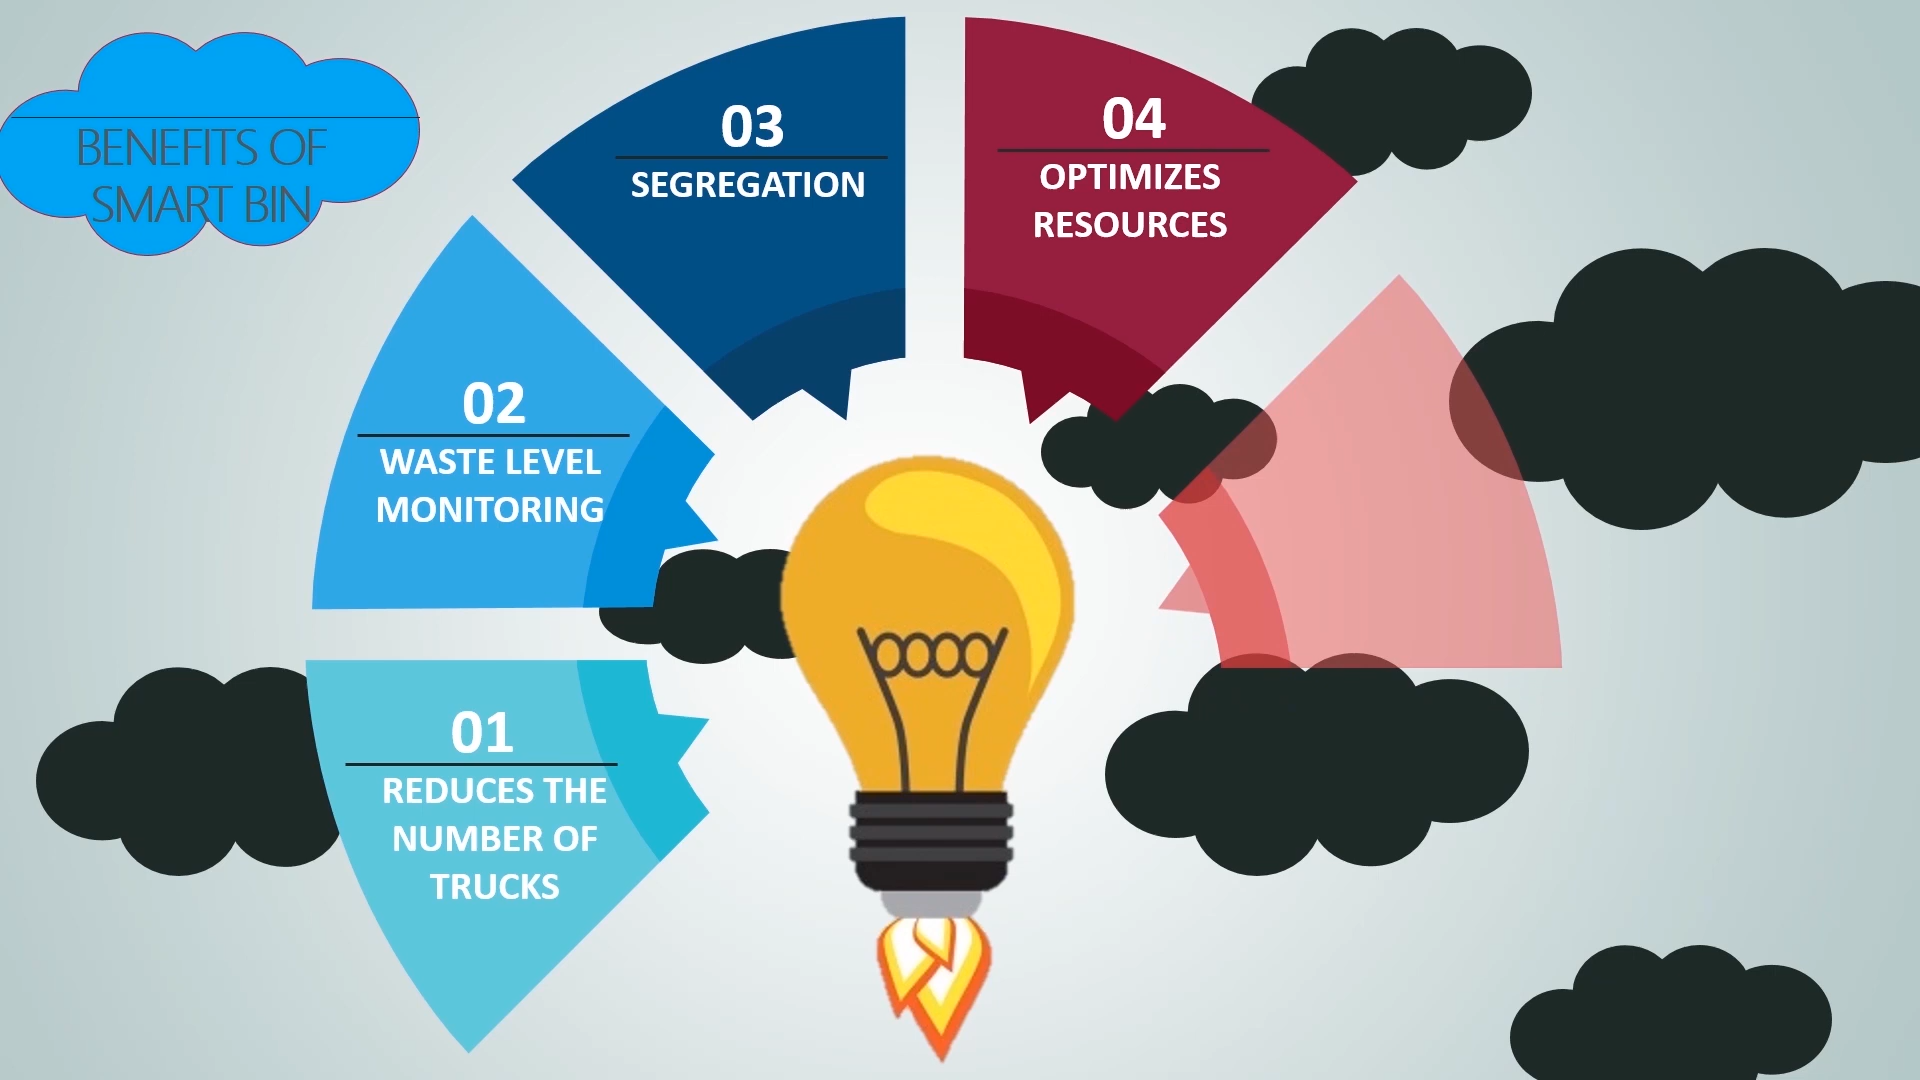 BENEFITS OF
SMART BIN
01
REDUCES THE
NUMBER OF
TRUCKS
02
WASTE LEVEL
MONITORING
03
SEGREGATION
04
OPTIMIZES
RESOURCES